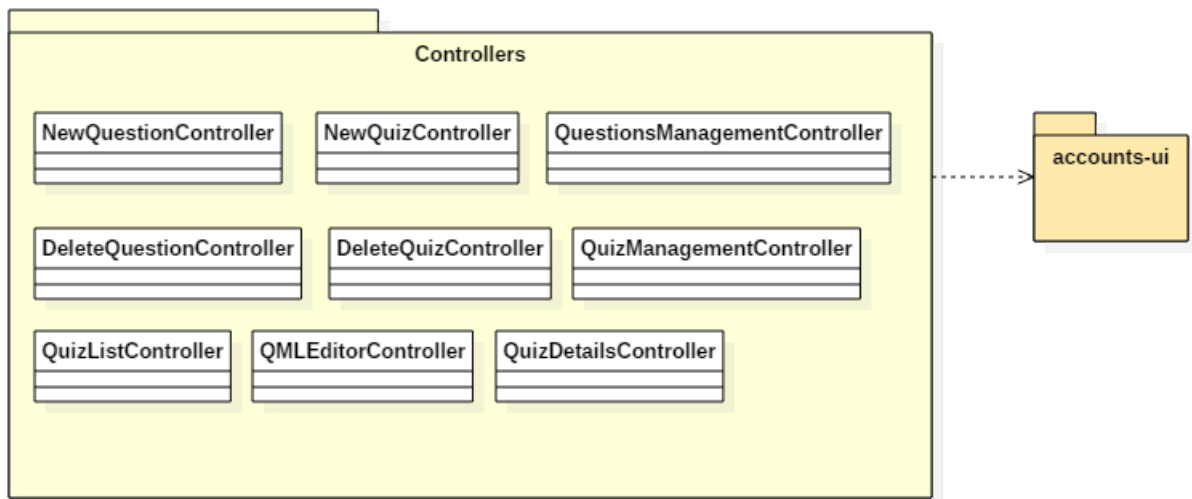 Controllers
NewQuestionController
NewQuizController
QuestionsManagementController
accounts-ui
DeleteQuestionController
DeleteQuizController
QuizManagementController
QuizListController
QMLEditorController
QuizDetailsController